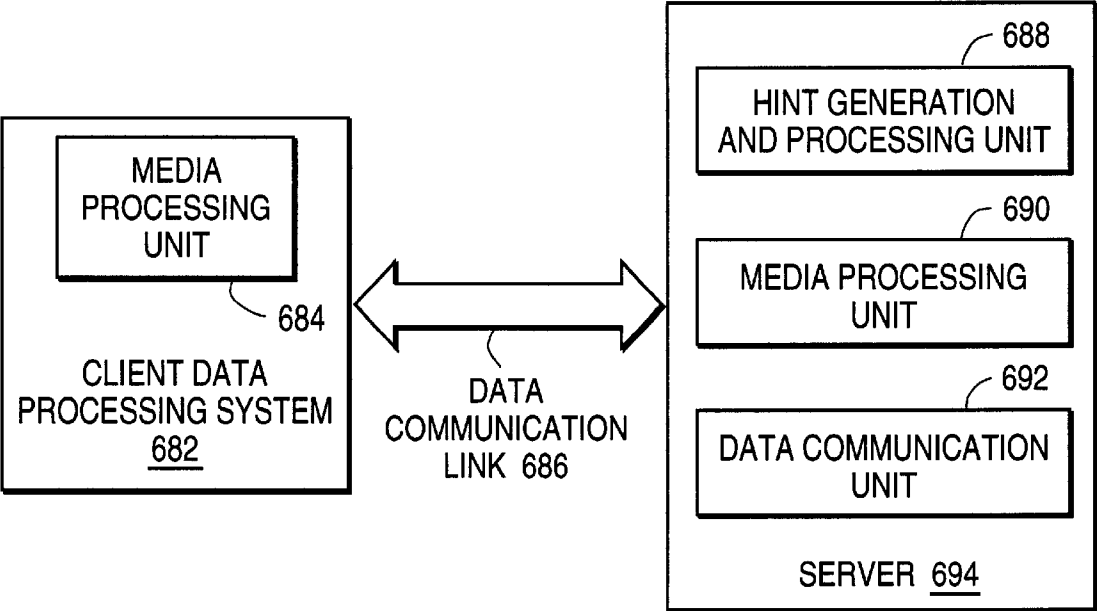 MEDIA
PROCESSING
UNIT
684
CLIENT DATA
PROCESSING SYSTEM
682
DATA
COMMUNICATION
LINK 686
688
HINT GENERATION
AND PROCESSING UNIT
690
MEDIA PROCESSING
UNIT
692
DATA COMMUNICATION
UNIT
SERVER 694